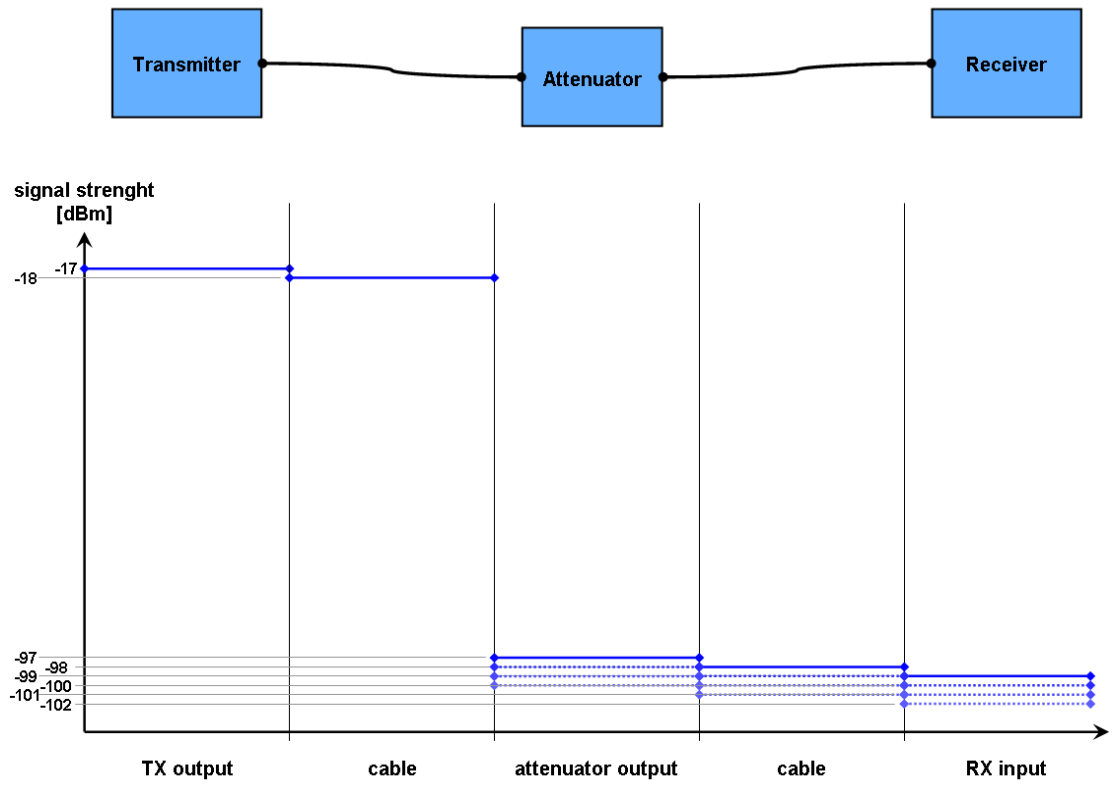 Transmitter
Attenuator
Receiver
signal strenght
[dBm]
-17
-18
-97
-98
-99
-100
-101
-102
TX output
cable
attenuator output
cable
RX input